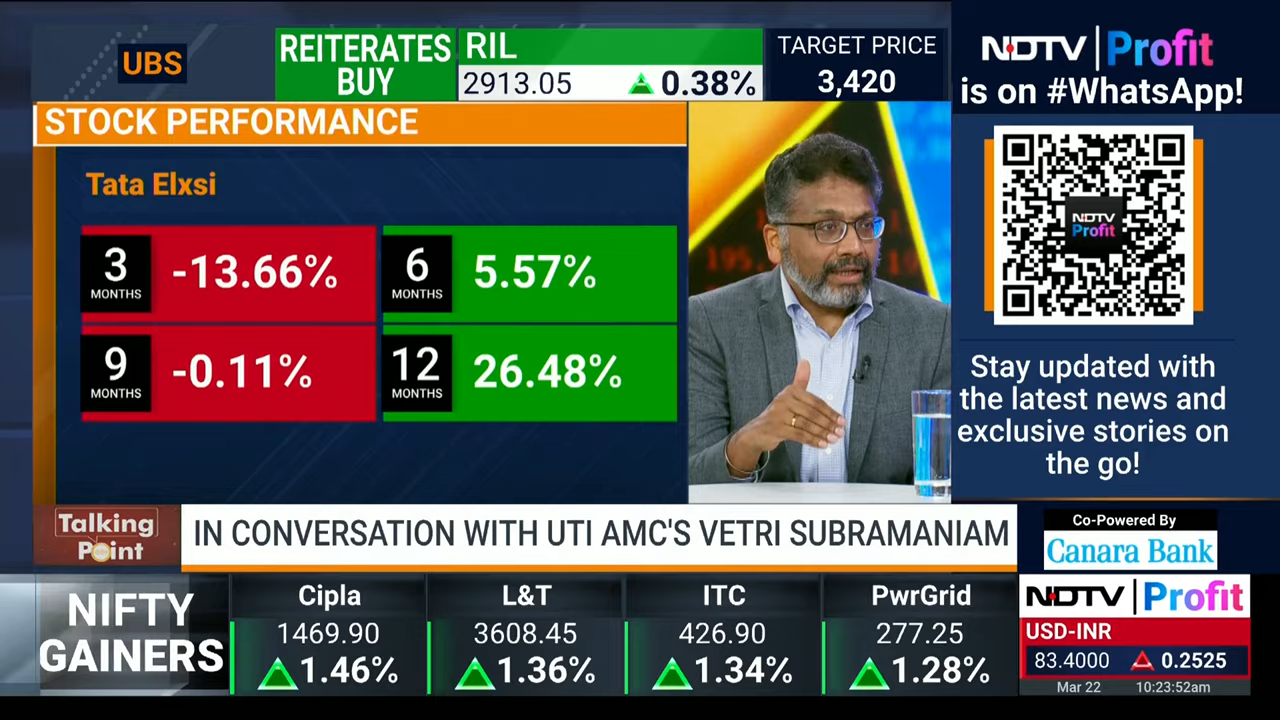 UBS
REITERATES
BUY
RIL
2913.05
0.38%
TARGET PRICE
3,420
NDTV Profit
is on #WhatsApp!
STOCK PERFORMANCE
Tata Elxsi
3
MONTHS
-13.66%
6
MONTHS
5.57%
9
MONTHS
-0.11%
12
MONTHS
26.48%
NDTV
Profit
Stay updated with
the latest news and
exclusive stories on
the go!
Talking
Point
IN CONVERSATION WITH UTI AMC'S VETRI SUBRAMANIAM
Co-Powered By
Canara Bank
NIFTY
GAINERS
Cipla
1469.90
1.46%
L&T
3608.45
1.36%
ITC
426.90
1.34%
PwrGrid
277.25
1.28%
NDTV Profit
USD-INR
83.4000 0.2525
Mar 22 10:23:52am